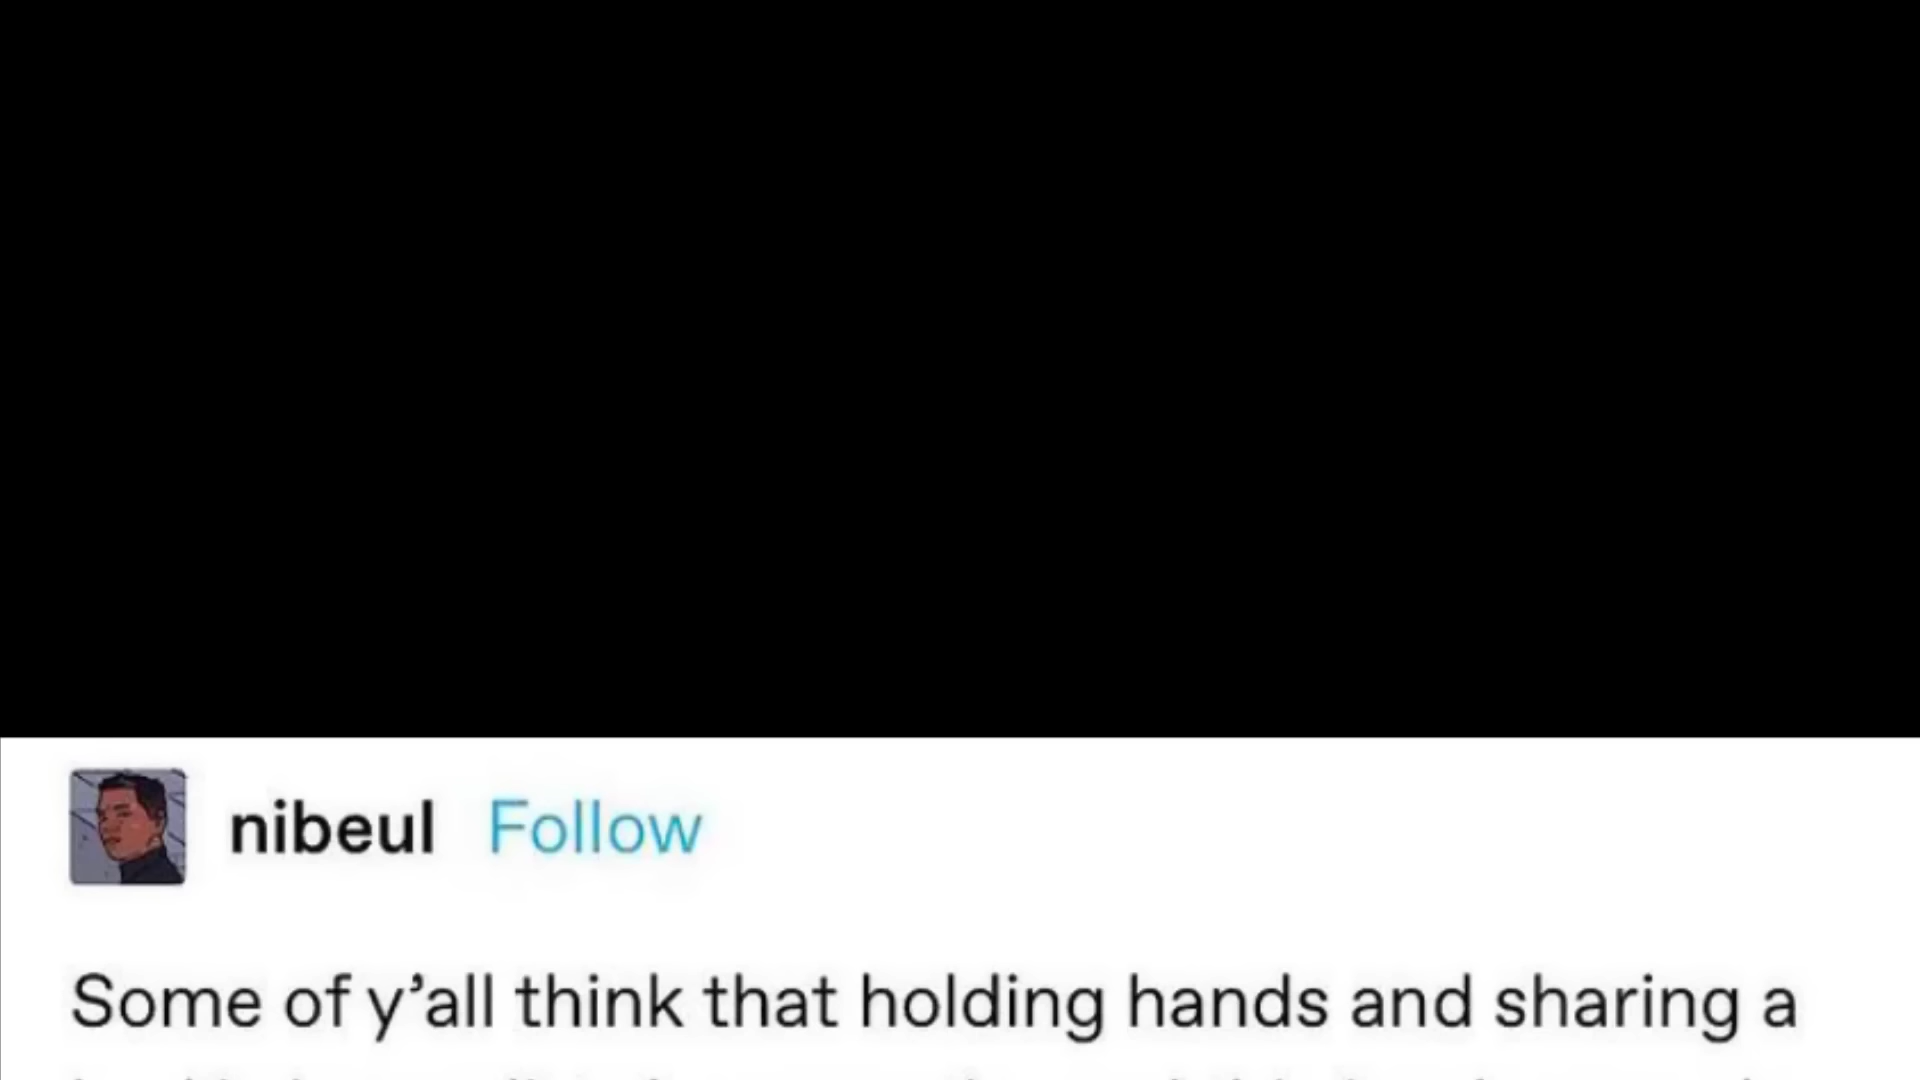 nibeul Follow
Some of y’all think that holding hands and sharing a